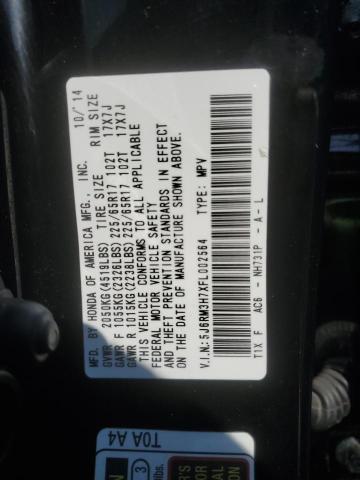 MFD. BY HONDA OF AMERICA MFG., INC. 10/'14
GVWR 2050KG(4519LBS) TIRE SIZE RIM SIZE
GAWR F 1055KG(2326LBS) 225/65R17 102T 17X7J
GAWR R 1015KG(2238LBS) 225/65R17 102T 17X7J
THIS VEHICLE CONFORMS TO ALL APPLICABLE
FEDERAL MOTOR VEHICLE SAFETY
AND THEFT PREVENTION STANDARDS IN EFFECT
ON THE DATE OF MANUFACTURE SHOWN ABOVE.
V.I.N.:5J6RM3H7XFL002564 TYPE: MPV
T1X F AC6 - NH731P - A - L
T0A A4
N
3
lbs.